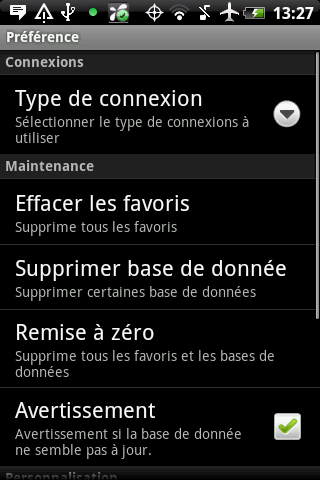 13:27
Préférence
Connexions
Type de connexion
Sélectionner le type de connexions à
utiliser
Maintenance
Effacer les favoris
Supprime tous les favoris
Supprimer base de donnée
Supprimer certaines base de données
Remise à zéro
Supprime tous les favoris et les bases de
données
Avertissement
Avertissement si la base de donnée
ne semble pas à jour.
Personnalisation